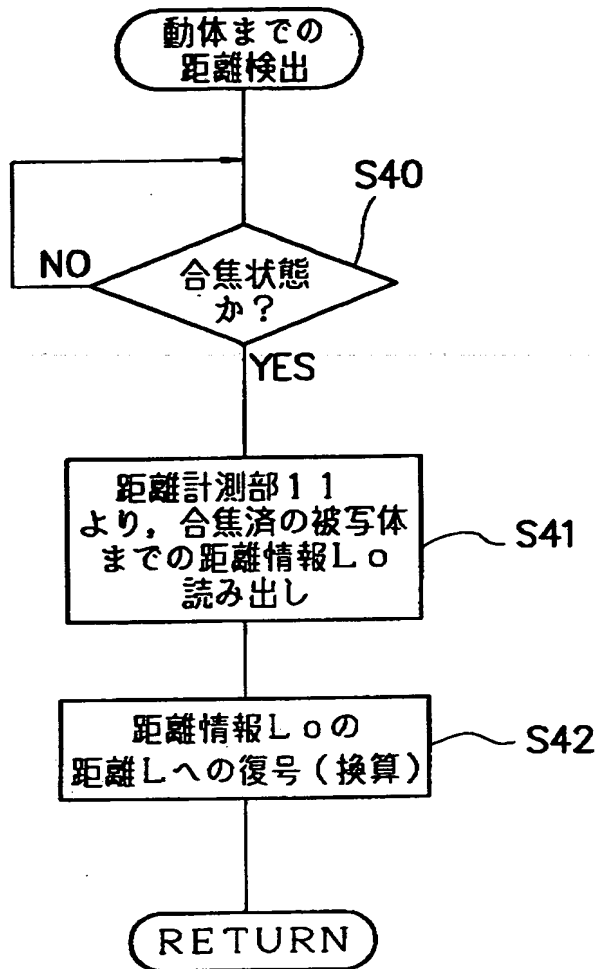 動体までの
距離検出
S40
NO
合焦状態
か?
YES
距離計測部11
より,合焦済の被写体
までの距離情報Lo
読み出し
S41
距離情報Loの
距離Lへの復号(換算)
S42
RETURN